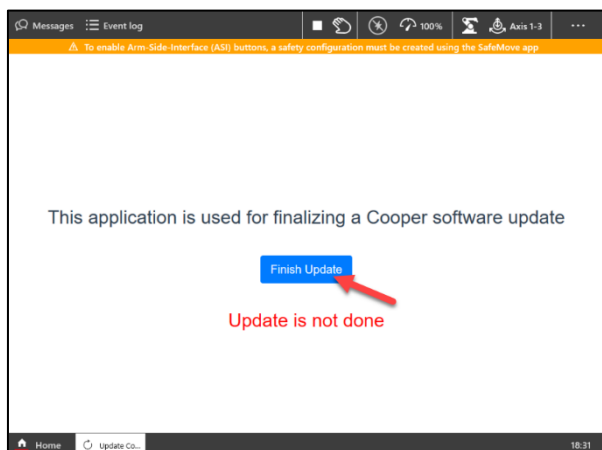 Messages
Event log
100%
Axis 1-3
...
To enable Arm-Side-Interface (ASI) buttons, a safety configuration must be created using the SafeMove app
This application is used for finalizing a Cooper software update
Finish Update
Update is not done
Home
Update Co...
18:31